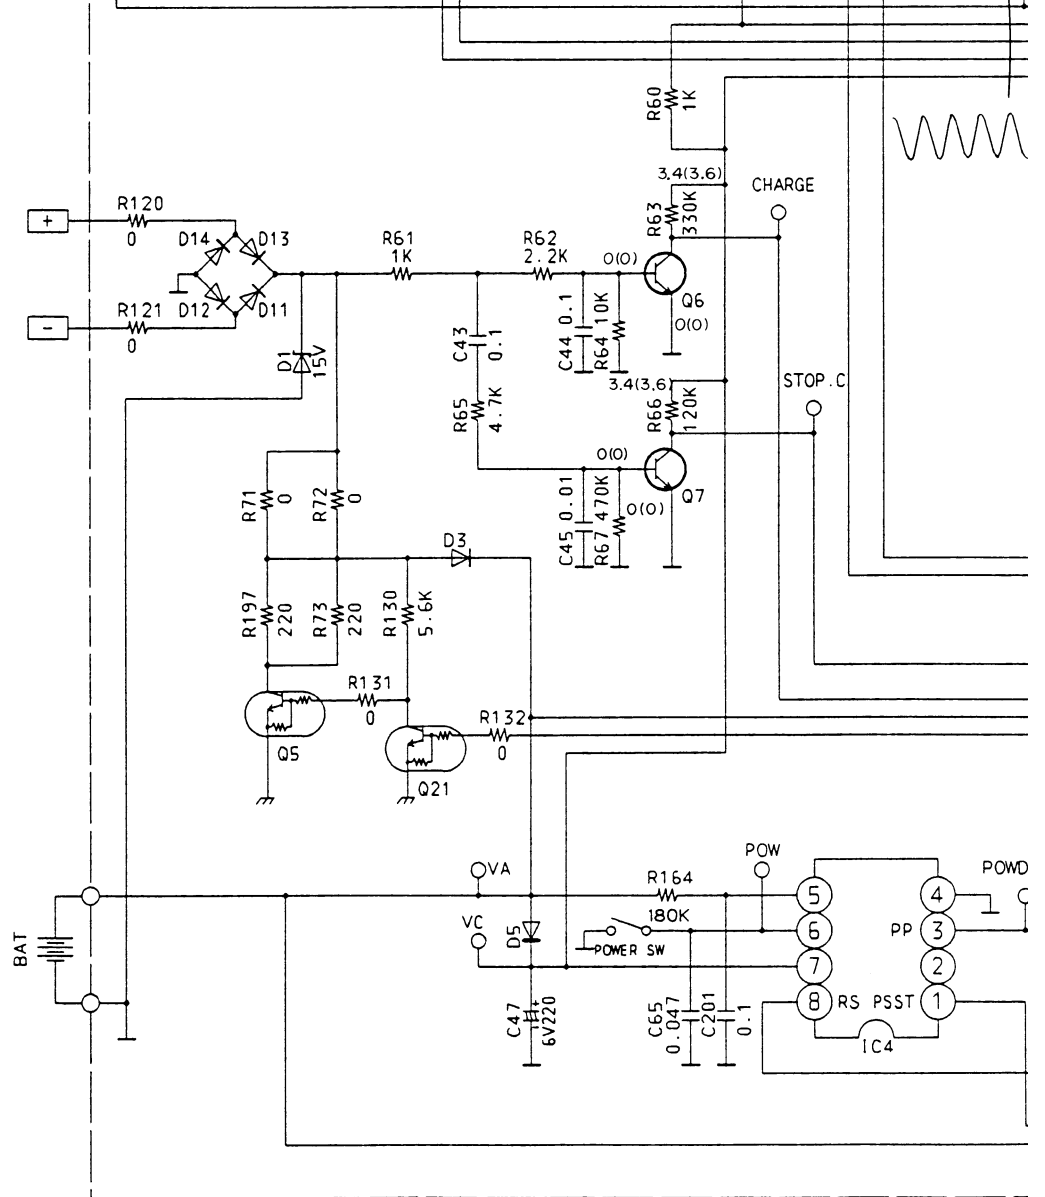 R60
1K
3.4(3.6)
CHARGE
R63
330K
+
R120
0
D14
D13
R61
1K
R62
2.2K
0(0)
Q6
D12
D11
-
R121
0
C43
0.1
C44 0.1
R64 10K
0(0)
D1
15V
3.4(3.6)
STOP.C
R65
4.7K
R66
120K
0(0)
Q7
R71
0
R72
0
C45 0.01
R67 470K
0(0)
D3
R197
220
R73
220
R130
5.6K
R131
0
R132
0
Q5
Q21
POW
VA
R164
POWD
5
4
VC
180K
D5
POWER SW
6
PP
3
BAT
7
2
8
RS
PSST
1
C47
+
6V220
C65
0.047
C201
0.1
IC4